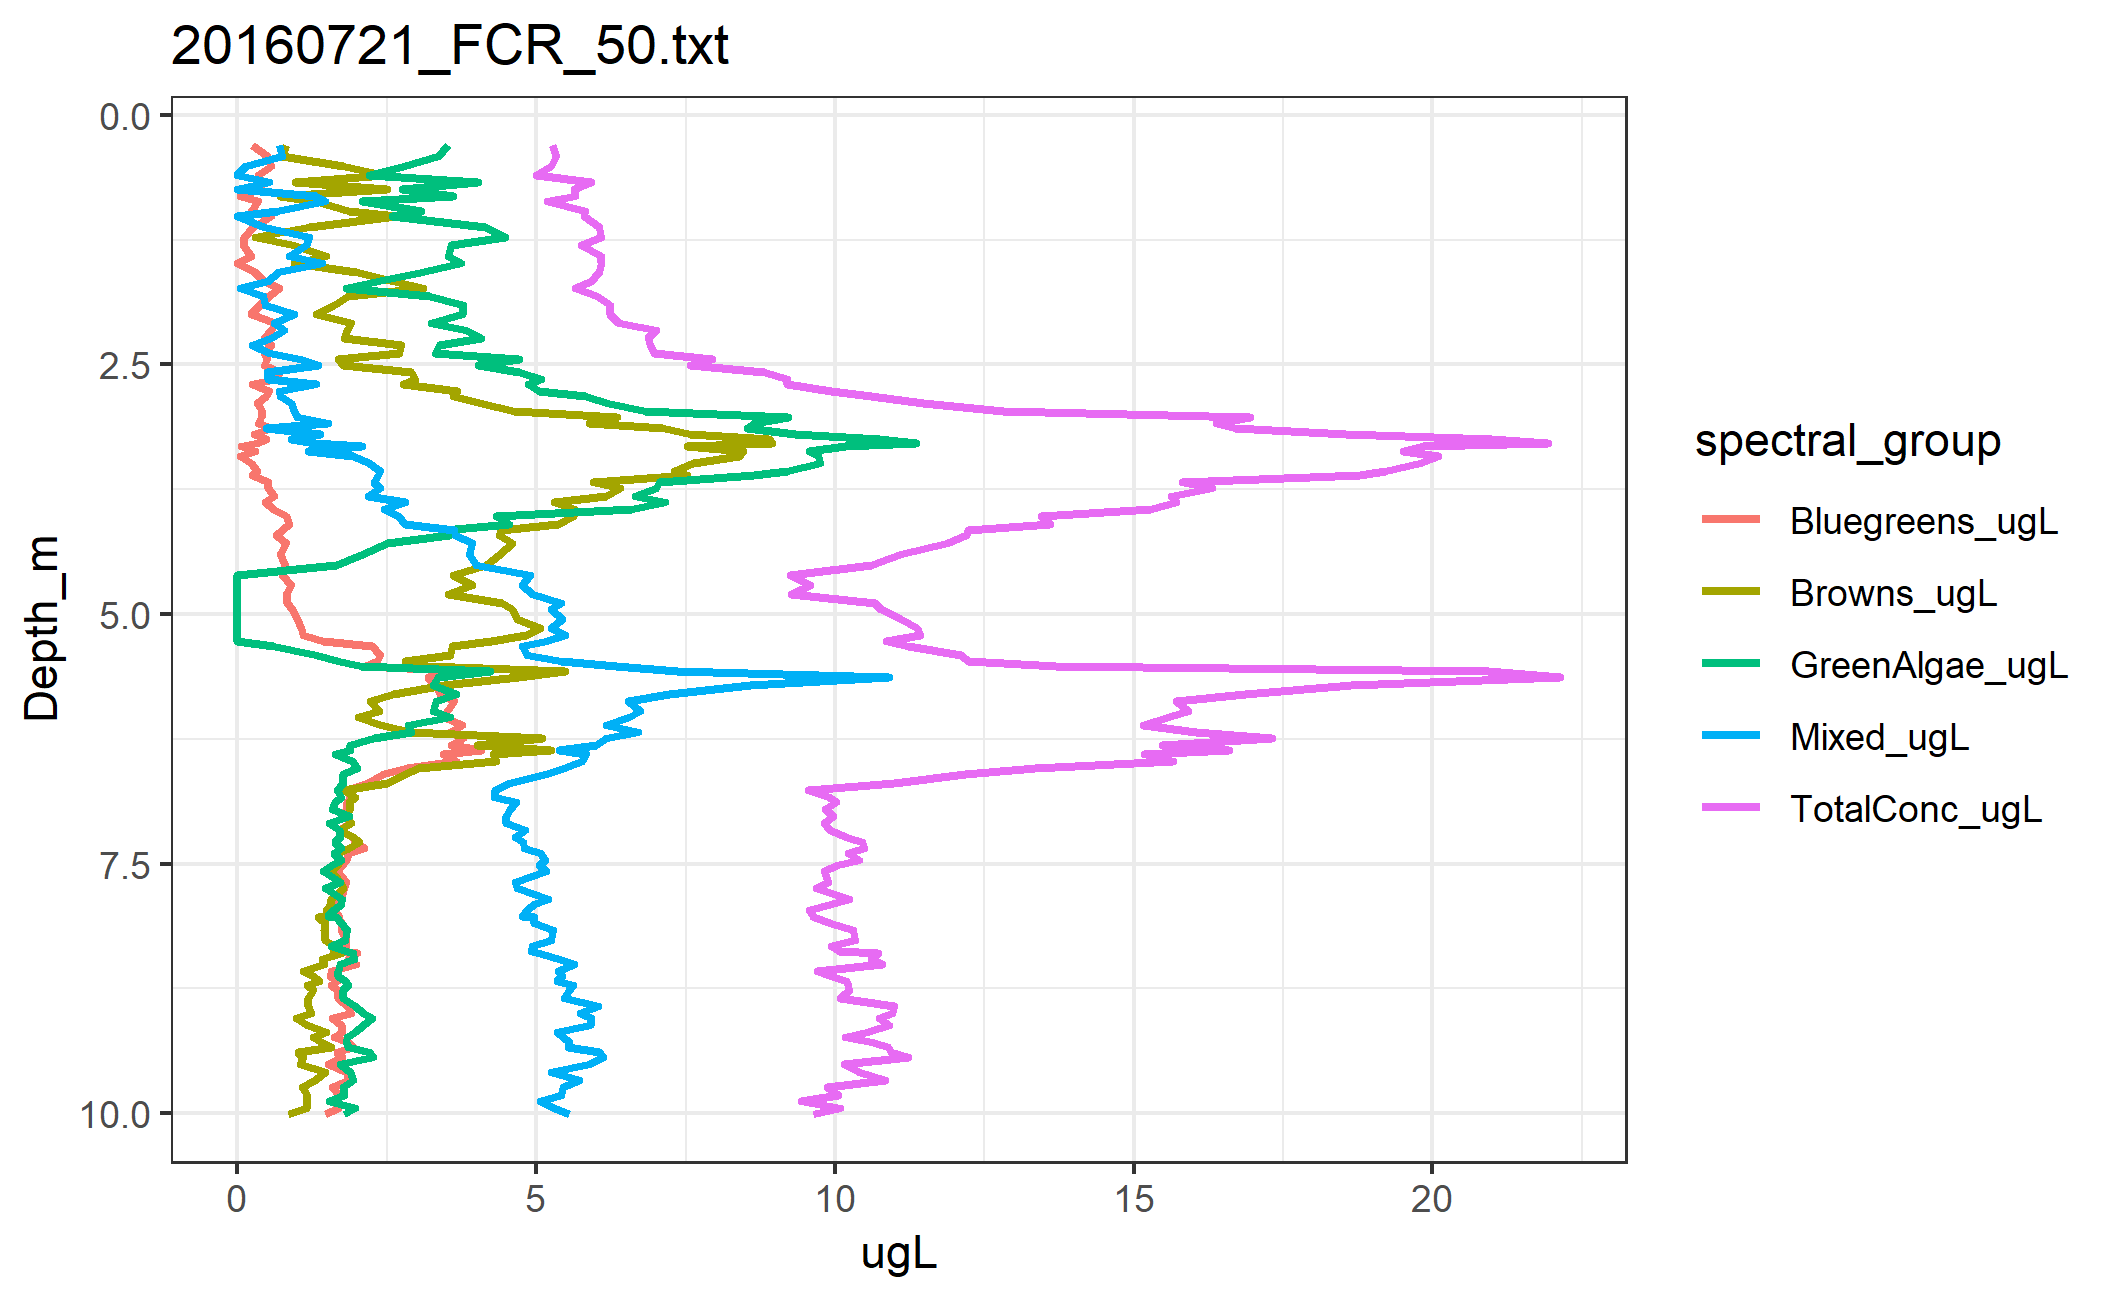 20160721_FCR_50.txt
0.0
2.5
5.0
7.5
10.0
Depth_m
0 5 10 15 20
ugL
spectral_group
Bluegreens_ugL
Browns_ugL
GreenAlgae_ugL
Mixed_ugL
TotalConc_ugL